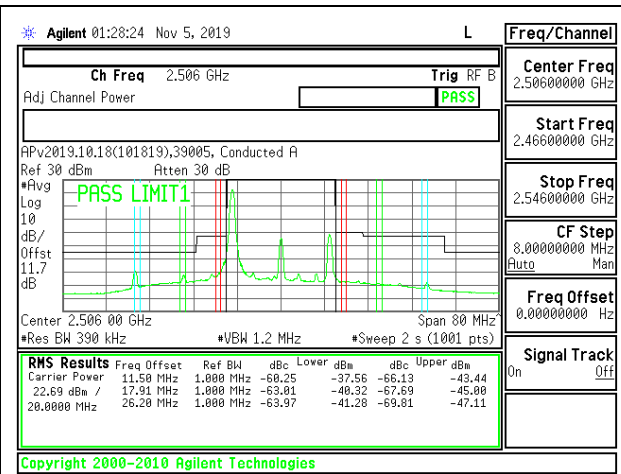 Agilent 01:28:24 Nov 5, 2019 L
Freq/Channel
Ch Freq 2.506 GHz Trig RF B
Adj Channel Power PASS
Center Freq
2.50600000 GHz
Start Freq
2.46600000 GHz
Stop Freq
2.54600000 GHz
CF Step
8.00000000 MHz
Auto Man
Freq Offset
0.00000000 Hz
Signal Track
On Off
APv2019.10.18(101819),39005, Conducted A
Ref 30 dBm Atten 30 dB
#Avg
Log
10
dB/
Offst
11.7
dB
PASS LIMIT1
Center 2.506 00 GHz Span 80 MHz^
#Res BW 390 kHz #VBW 1.2 MHz #Sweep 2 s (1001 pts)
RMS Results Freq Offset Ref BW dBc Lower dBm dBc Upper dBm
Carrier Power 11.50 MHz 1.000 MHz -60.25 -37.56 -66.13 -43.44
22.69 dBm / 17.91 MHz 1.000 MHz -63.01 -40.32 -67.69 -45.00
20.0000 MHz 26.20 MHz 1.000 MHz -63.97 -41.28 -69.81 -47.11
Copyright 2000-2010 Agilent Technologies